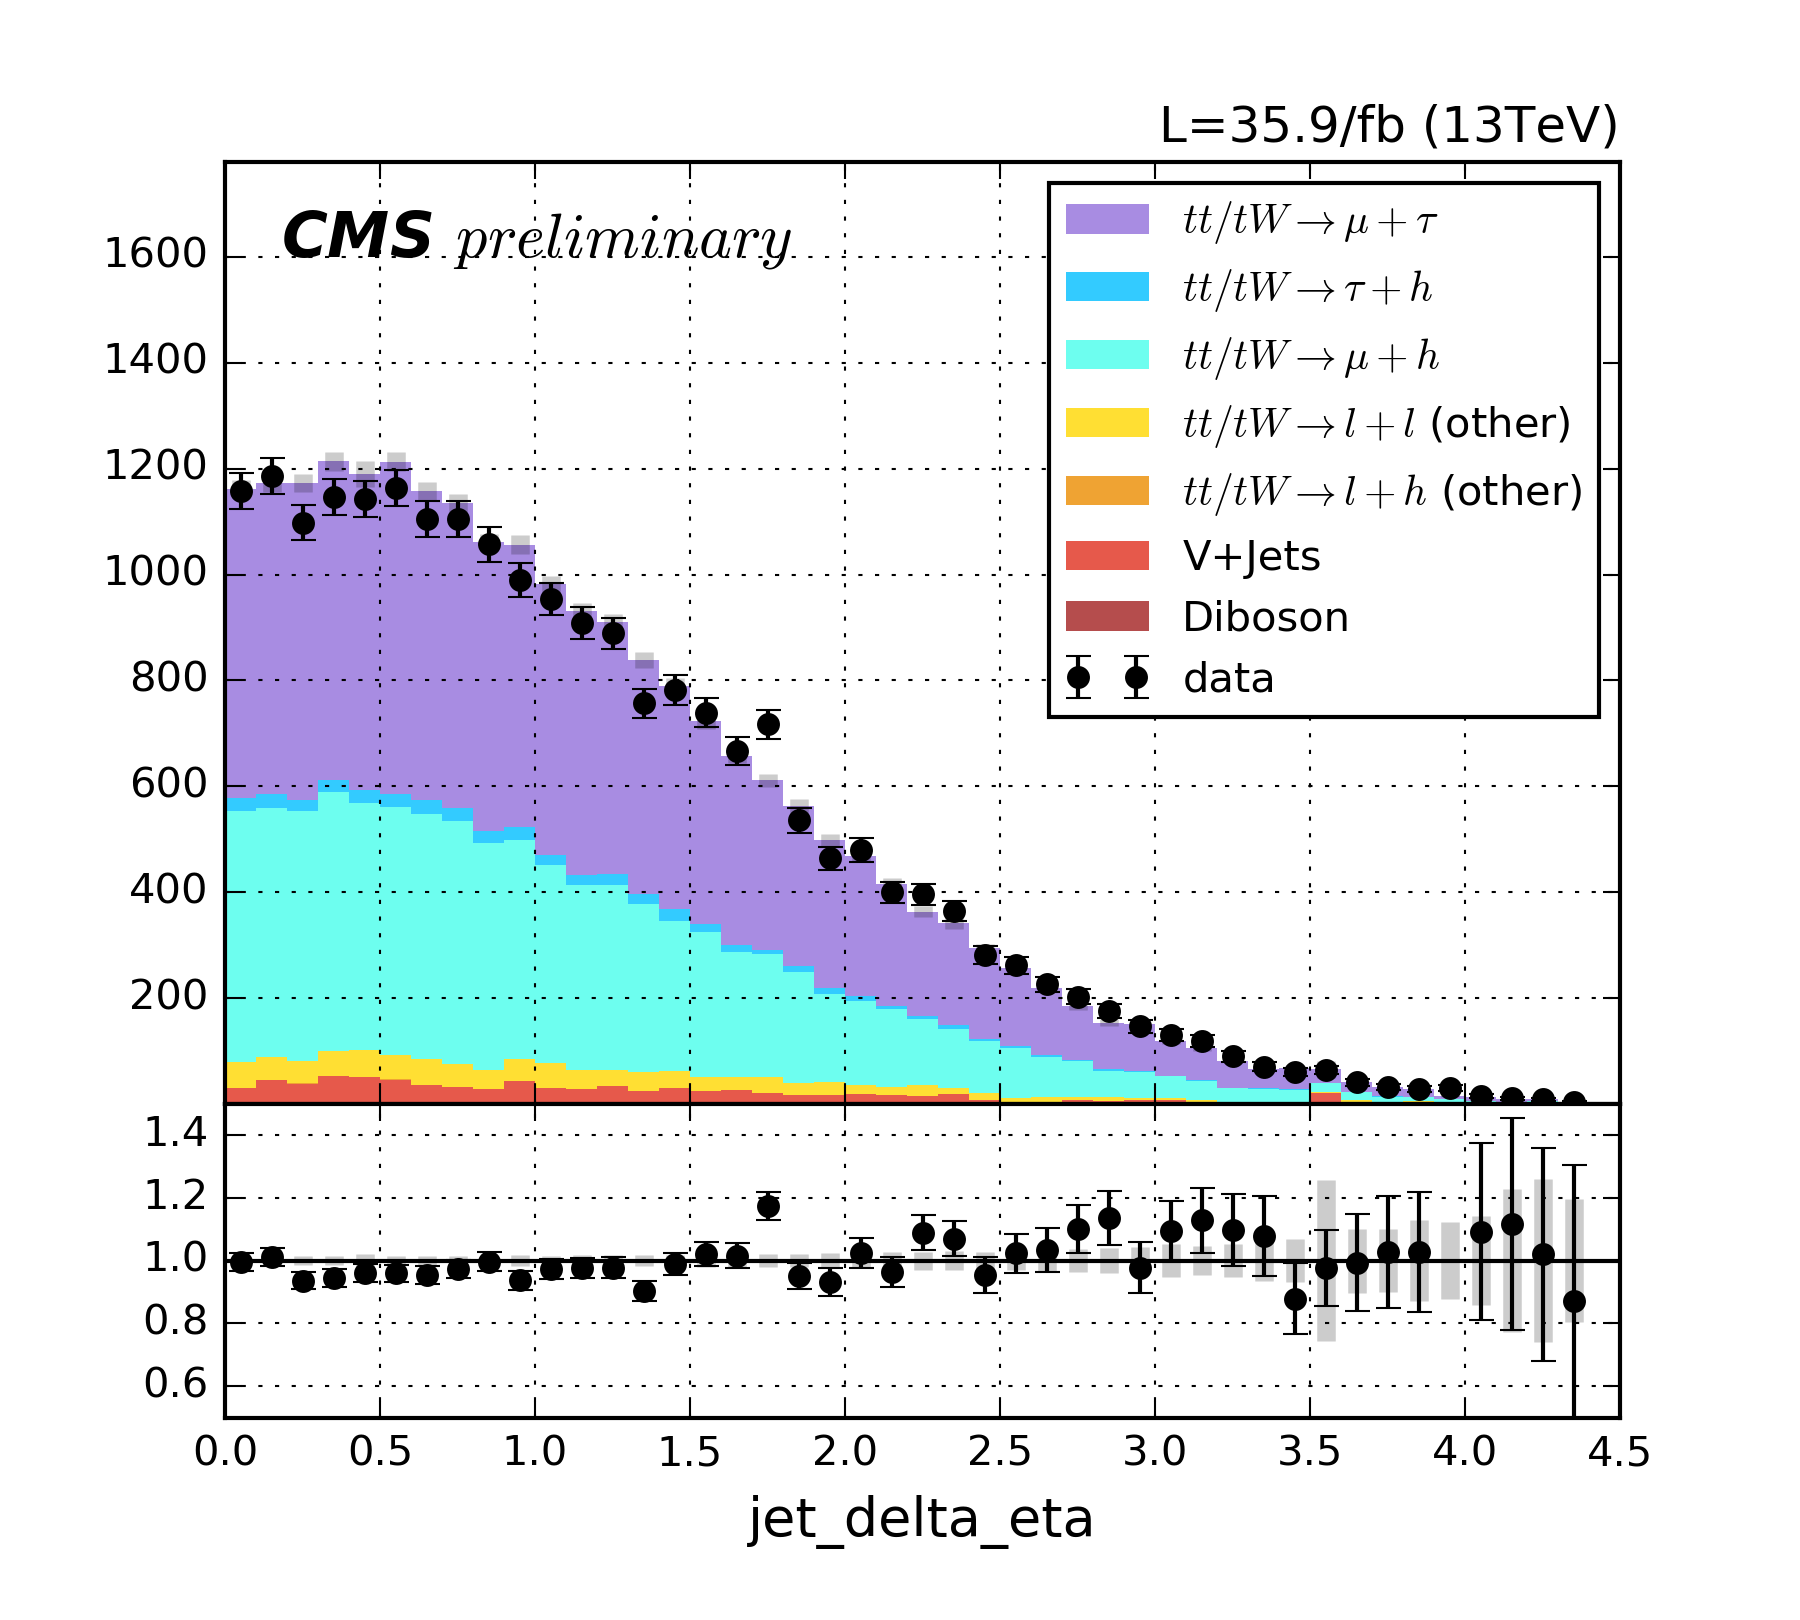 L=35.9/fb (13TeV)
CMS preliminary
1600
1400
1200
1000
800
600
400
200
tt/tW → μ + τ
tt/tW → τ + h
tt/tW → μ + h
tt/tW → l + l (other)
tt/tW → l + h (other)
V+Jets
Diboson
data
1.4
1.2
1.0
0.8
0.6
0.0 0.5 1.0 1.5 2.0 2.5 3.0 3.5 4.0 4.5
jet_delta_eta